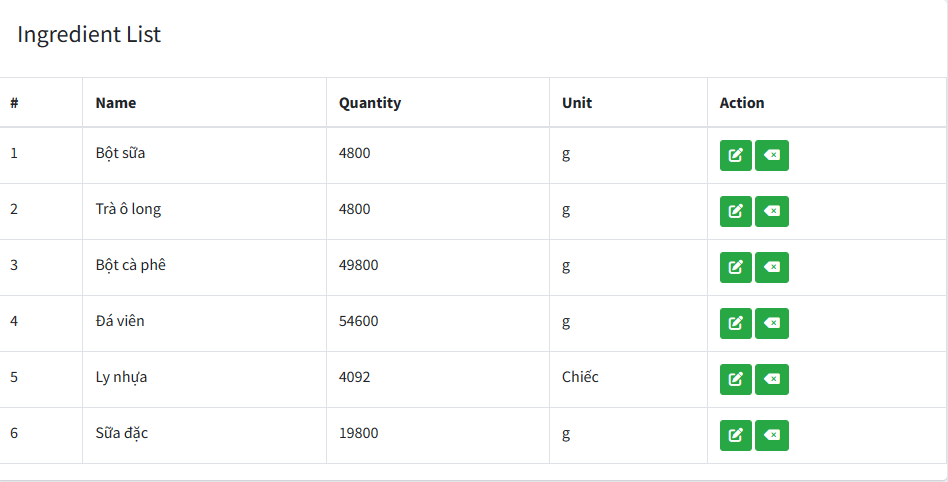 Ingredient List
# Name Quantity Unit Action
1 Bột sữa 4800 g
2 Trà ô long 4800 g
3 Bột cà phê 49800 g
4 Đá viên 54600 g
5 Ly nhựa 4092 Chiếc
6 Sữa đặc 19800 g